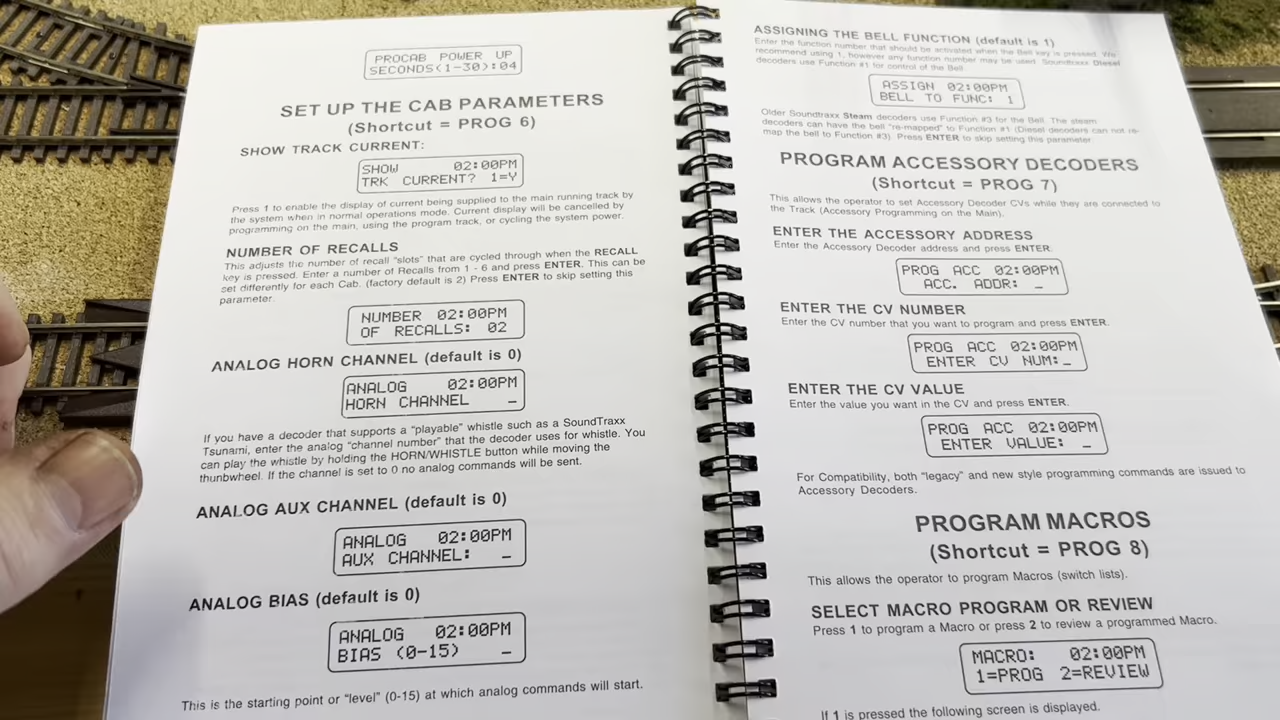 PROCAB POWER UP
SECONDS(1-30):04
SET UP THE CAB PARAMETERS
(Shortcut = PROG 6)
SHOW TRACK CURRENT:
SHOW 02:00PM
TRK CURRENT? 1=Y
Press 1 to enable the display of current being supplied to the main running track by
the system when in normal operations mode. Current display will be cancelled by
programming on the main, using the program track, or cycling the system power.
NUMBER OF RECALLS
This adjusts the number of recall "slots" that are cycled through when the RECALL
key is pressed. Enter a number of Recalls from 1 - 6 and press ENTER. This can be
set differently for each Cab. (factory default is 2) Press ENTER to skip setting this
parameter.
NUMBER 02:00PM
OF RECALLS: 02
ANALOG HORN CHANNEL (default is 0)
ANALOG 02:00PM
HORN CHANNEL _
If you have a decoder that supports a "playable" whistle such as a SoundTraxx
Tsunami, enter the analog "channel number" that the decoder uses for whistle. You
can play the whistle by holding the HORN/WHISTLE button while moving the
thunbwheel. If the channel is set to 0 no analog commands will be sent.
ANALOG AUX CHANNEL (default is 0)
ANALOG 02:00PM
AUX CHANNEL: _
ANALOG BIAS (default is 0)
ANALOG 02:00PM
BIAS (0-15) _
This is the starting point or "level" (0-15) at which analog commands will start.
ASSIGNING THE BELL FUNCTION (default is 1)
Enter the function number that should be activated when the Bell key is pressed. We
recommend using 1, however any function number may be used. Soundtraxx Diesel
decoders use Function #1 for control of the Bell.
ASSIGN 02:00PM
BELL TO FUNC: 1
Older Soundtraxx Steam decoders use Function #3 for the Bell. The steam
decoders can have the bell "re-mapped" to Function #1 (Diesel decoders can not re-
map the bell to Function #3). Press ENTER to skip setting this parameter.
PROGRAM ACCESSORY DECODERS
(Shortcut = PROG 7)
This allows the operator to set Accessory Decoder CVs while they are connected to
the Track (Accessory Programming on the Main).
ENTER THE ACCESSORY ADDRESS
Enter the Accessory Decoder address and press ENTER.
PROG ACC 02:00PM
ACC. ADDR: _
ENTER THE CV NUMBER
Enter the CV number that you want to program and press ENTER.
PROG ACC 02:00PM
ENTER CV NUM:_
ENTER THE CV VALUE
Enter the value you want in the CV and press ENTER.
PROG ACC 02:00PM
ENTER VALUE: _
For Compatibility, both "legacy" and new style programming commands are issued to
Accessory Decoders.
PROGRAM MACROS
(Shortcut = PROG 8)
This allows the operator to program Macros (switch lists).
SELECT MACRO PROGRAM OR REVIEW
Press 1 to program a Macro or press 2 to review a programmed Macro.
MACRO: 02:00PM
1=PROG 2=REVIEW
If 1 is pressed the following screen is displayed.